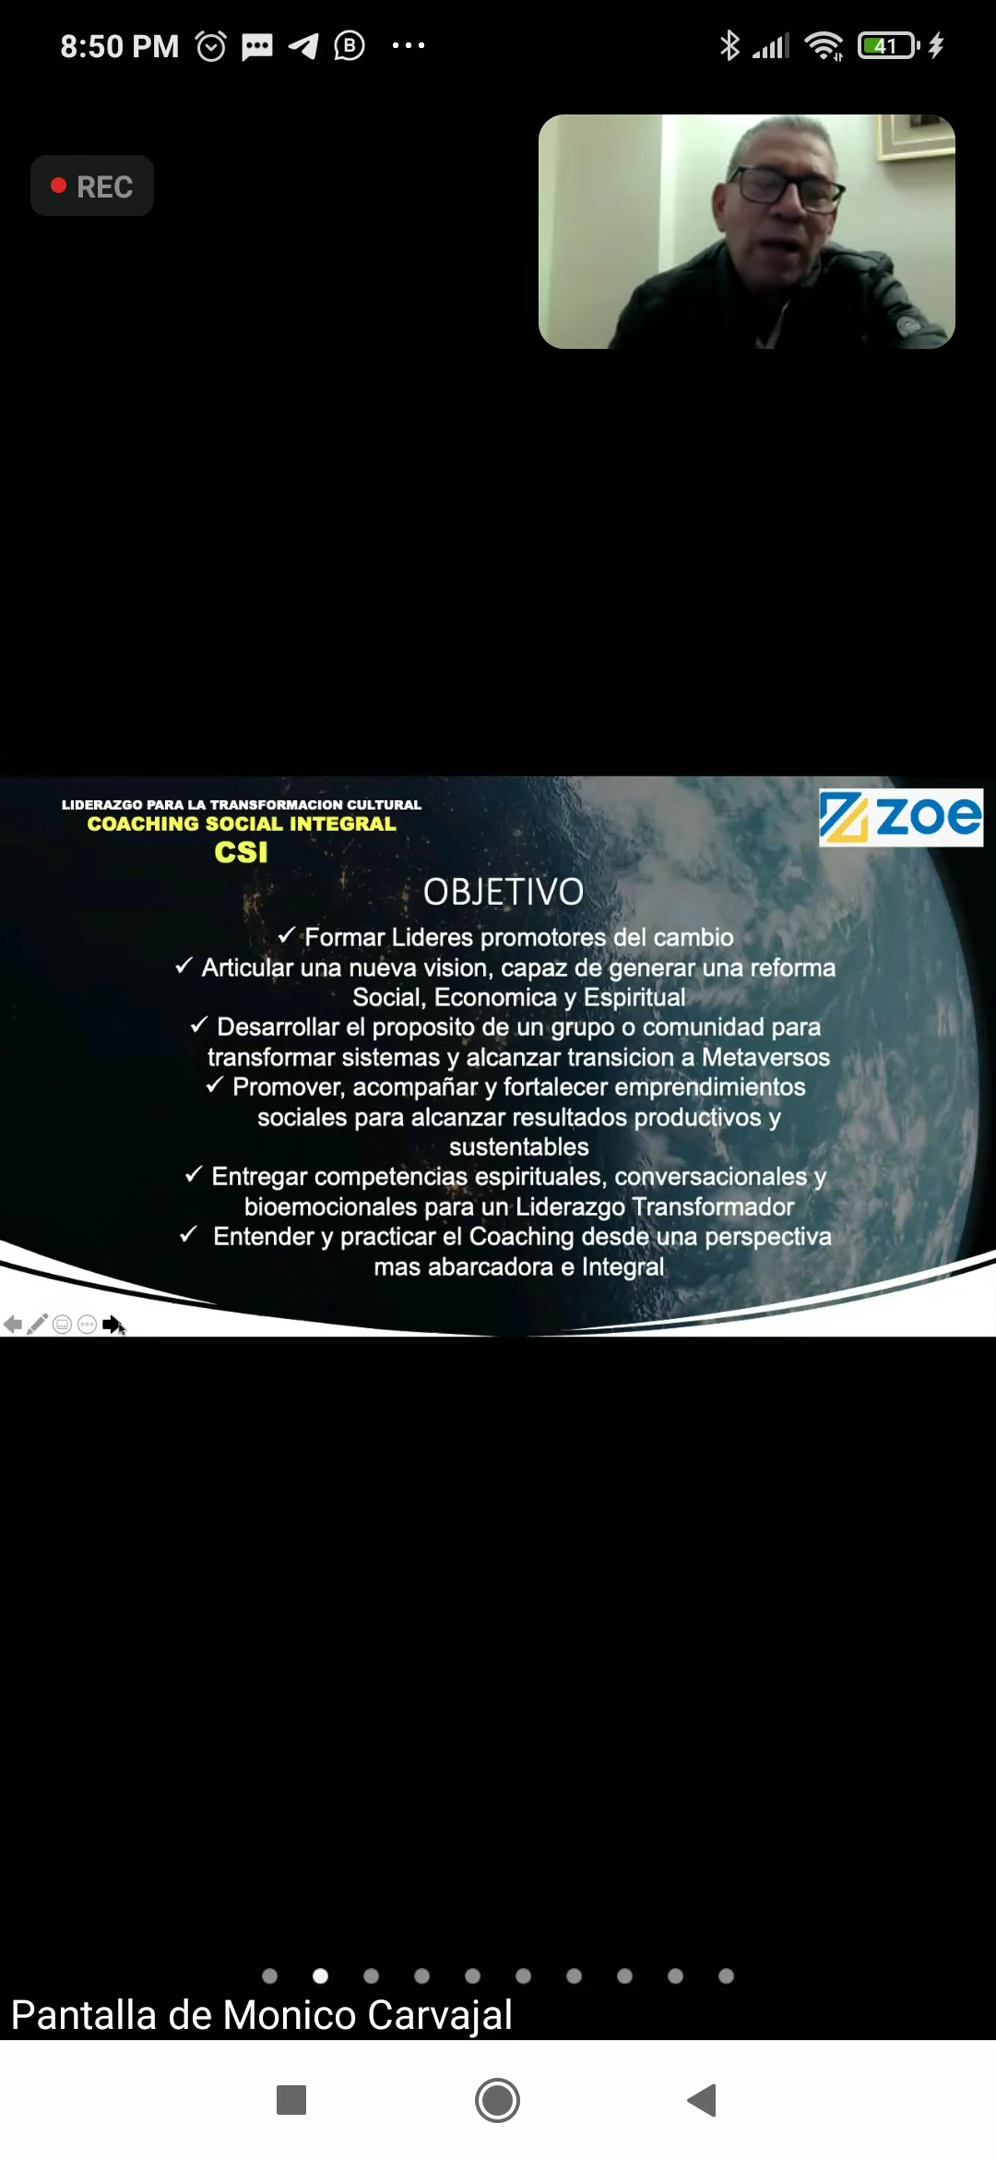 8:50 PM
41
REC
LIDERAZGO PARA LA TRANSFORMACION CULTURAL
COACHING SOCIAL INTEGRAL
CSI
zoe
OBJETIVO
✓ Formar Lideres promotores del cambio
✓ Articular una nueva vision, capaz de generar una reforma
Social, Economica y Espiritual
✓ Desarrollar el proposito de un grupo o comunidad para
transformar sistemas y alcanzar transicion a Metaversos
✓ Promover, acompañar y fortalecer emprendimientos
sociales para alcanzar resultados productivos y
sustentables
✓ Entregar competencias espirituales, conversacionales y
bioemocionales para un Liderazgo Transformador
✓ Entender y practicar el Coaching desde una perspectiva
mas abarcadora e Integral
Pantalla de Monico Carvajal